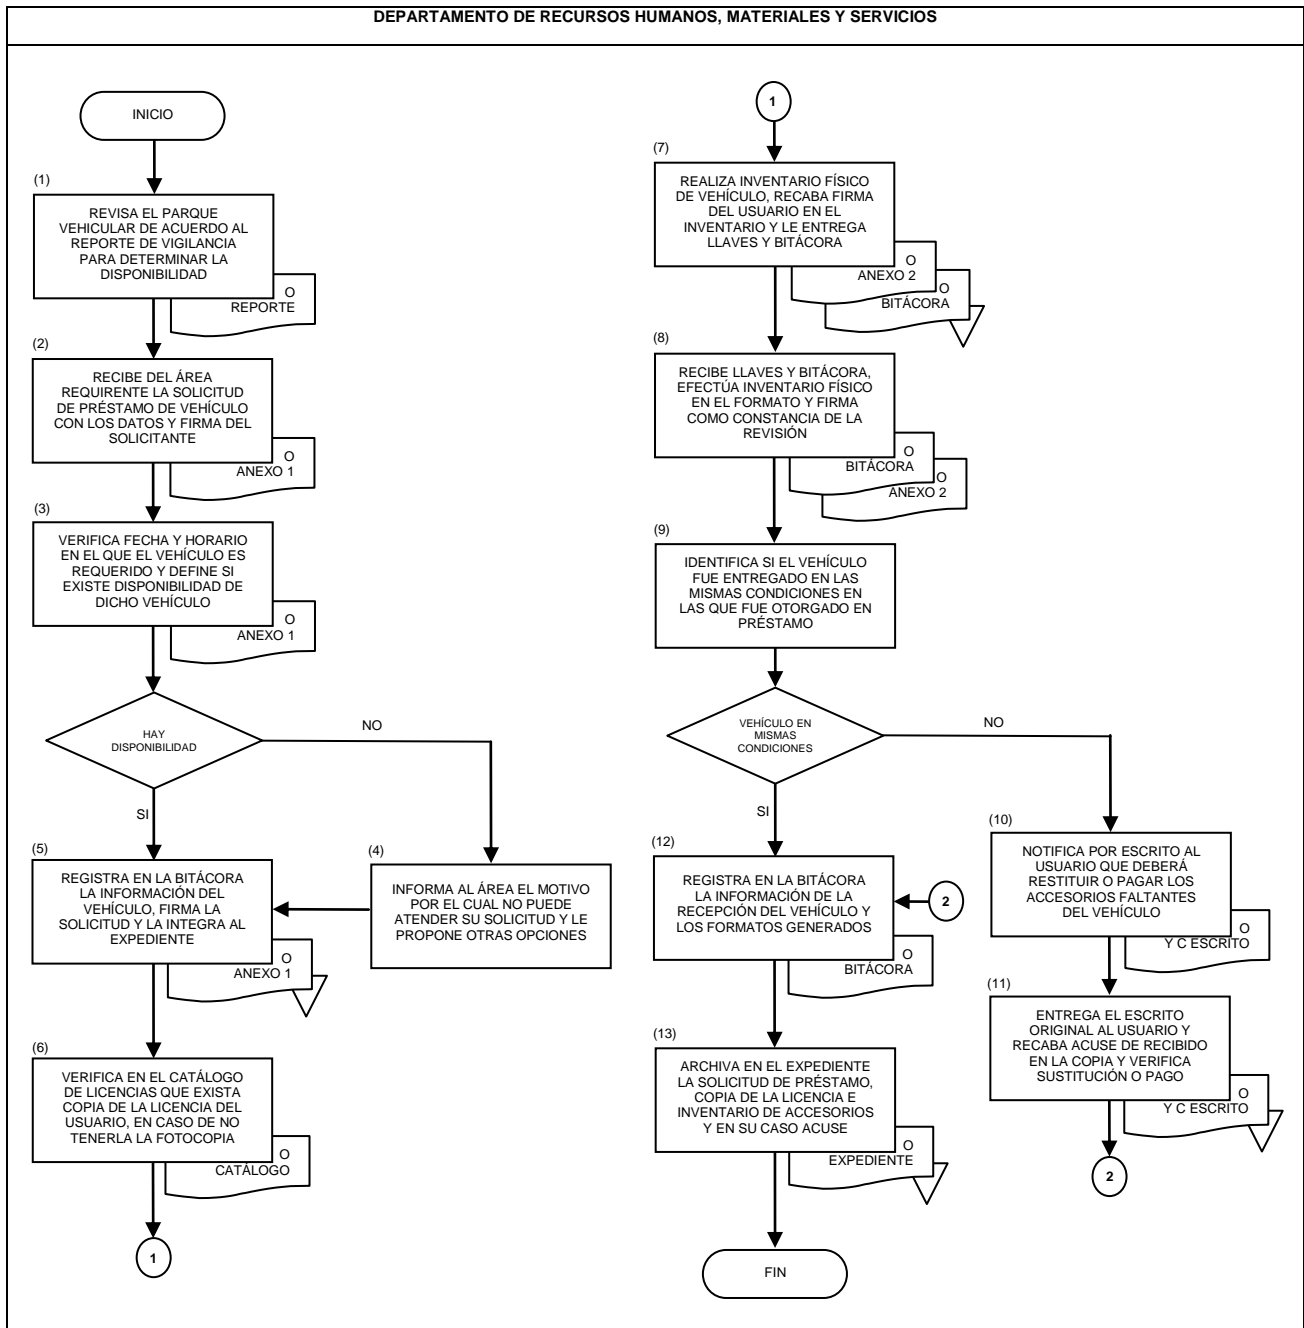 DEPARTAMENTO DE RECURSOS HUMANOS, MATERIALES Y SERVICIOS
INICIO
(1)
REVISA EL PARQUE
VEHICULAR DE ACUERDO AL
REPORTE DE VIGILANCIA
PARA DETERMINAR LA
DISPONIBILIDAD
O
REPORTE
(2)
RECIBE DEL ÁREA
REQUIRENTE LA SOLICITUD
DE PRÉSTAMO DE VEHÍCULO
CON LOS DATOS Y FIRMA DEL
SOLICITANTE
O
ANEXO 1
(3)
VERIFICA FECHA Y HORARIO
EN EL QUE EL VEHÍCULO ES
REQUERIDO Y DEFINE SI
EXISTE DISPONIBILIDAD DE
DICHO VEHÍCULO
O
ANEXO 1
HAY
DISPONIBILIDAD
NO
SI
(4)
INFORMA AL ÁREA EL MOTIVO
POR EL CUAL NO PUEDE
ATENDER SU SOLICITUD Y LE
PROPONE OTRAS OPCIONES
(5)
REGISTRA EN LA BITÁCORA
LA INFORMACIÓN DEL
VEHÍCULO, FIRMA LA
SOLICITUD Y LA INTEGRA AL
EXPEDIENTE
O
ANEXO 1
(6)
VERIFICA EN EL CATÁLOGO
DE LICENCIAS QUE EXISTA
COPIA DE LA LICENCIA DEL
USUARIO, EN CASO DE NO
TENERLA LA FOTOCOPIA
O
CATÁLOGO
1
1
(7)
REALIZA INVENTARIO FÍSICO
DE VEHÍCULO, RECABA FIRMA
DEL USUARIO EN EL
INVENTARIO Y LE ENTREGA
LLAVES Y BITÁCORA
O
ANEXO 2
O
BITÁCORA
(8)
RECIBE LLAVES Y BITÁCORA,
EFECTÚA INVENTARIO FÍSICO
EN EL FORMATO Y FIRMA
COMO CONSTANCIA DE LA
REVISIÓN
O
BITÁCORA
O
ANEXO 2
(9)
IDENTIFICA SI EL VEHÍCULO
FUE ENTREGADO EN LAS
MISMAS CONDICIONES EN
LAS QUE FUE OTORGADO EN
PRÉSTAMO
VEHÍCULO EN
MISMAS
CONDICIONES
NO
SI
(10)
NOTIFICA POR ESCRITO AL
USUARIO QUE DEBERÁ
RESTITUIR O PAGAR LOS
ACCESORIOS FALTANTES
DEL VEHÍCULO
O
Y C ESCRITO
(11)
ENTREGA EL ESCRITO
ORIGINAL AL USUARIO Y
RECABA ACUSE DE RECIBIDO
EN LA COPIA Y VERIFICA
SUSTITUCIÓN O PAGO
O
Y C ESCRITO
2
(12)
REGISTRA EN LA BITÁCORA
LA INFORMACIÓN DE LA
RECEPCIÓN DEL VEHÍCULO Y
LOS FORMATOS GENERADOS
O
BITÁCORA
2
(13)
ARCHIVA EN EL EXPEDIENTE
LA SOLICITUD DE PRÉSTAMO,
COPIA DE LA LICENCIA E
INVENTARIO DE ACCESORIOS
Y EN SU CASO ACUSE
O
EXPEDIENTE
FIN